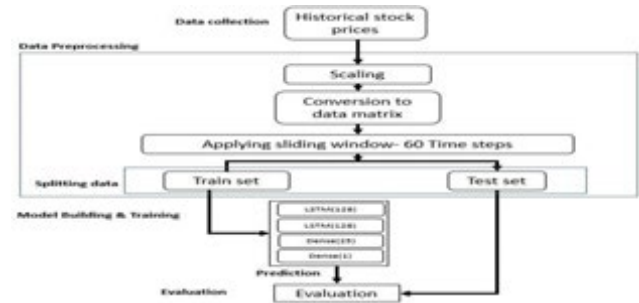 Data collection
Historical stock
prices
Data Preprocessing
Scaling
Conversion to
data matrix
Applying sliding window- 60 Time steps
Splitting data
Train set
Test set
Model Building & Training
LSTM(128)
LSTM(128)
Dense(25)
Dense(1)
Prediction
Evaluation
Evaluation